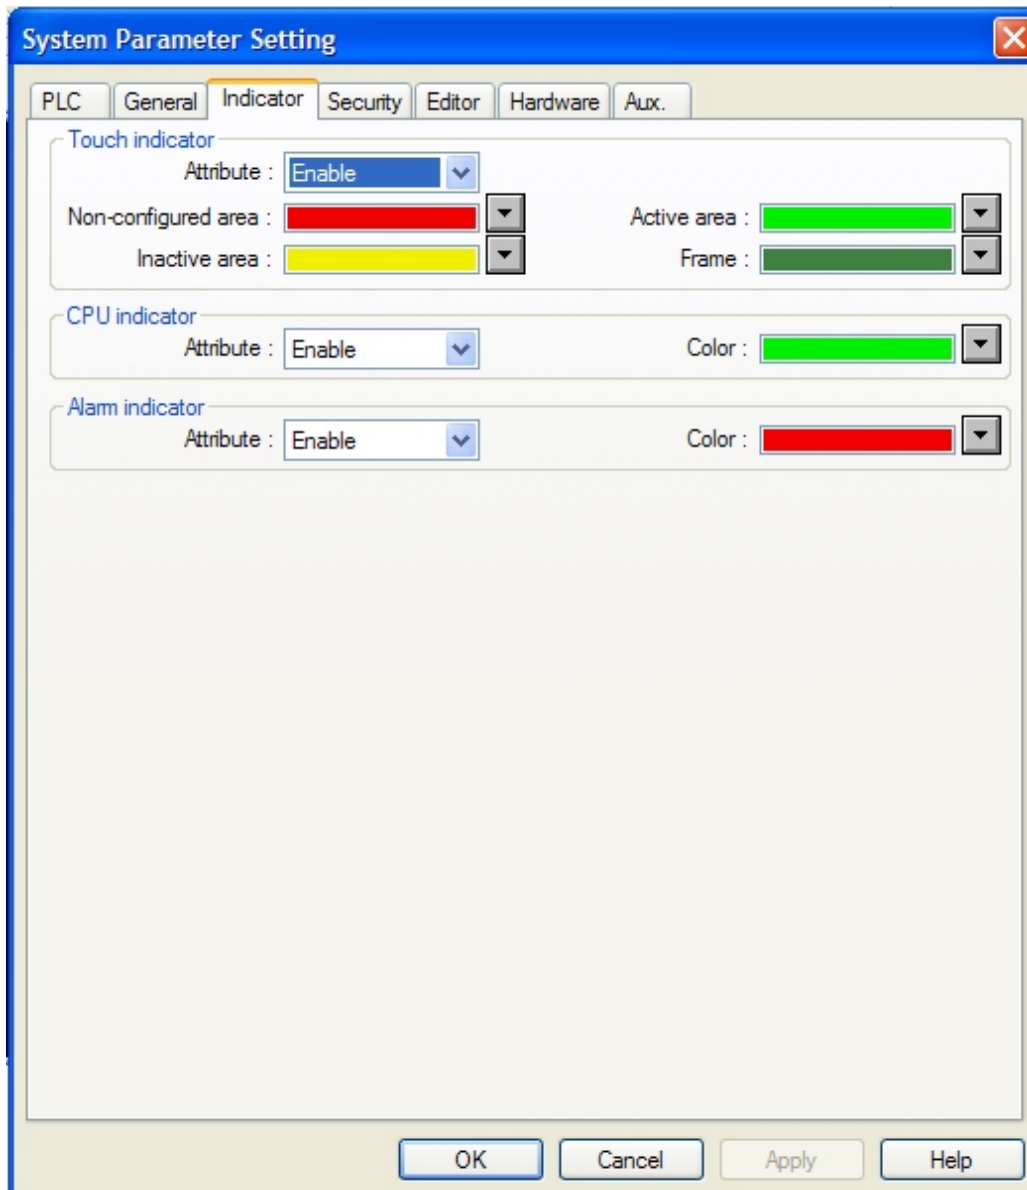 System Parameter Setting
PLC General Indicator Security Editor Hardware Aux.
Touch indicator
Attribute : Enable
Non-configured area : Active area :
Inactive area : Frame :
CPU indicator
Attribute : Enable Color :
Alarm indicator
Attribute : Enable Color :
OK Cancel Apply Help